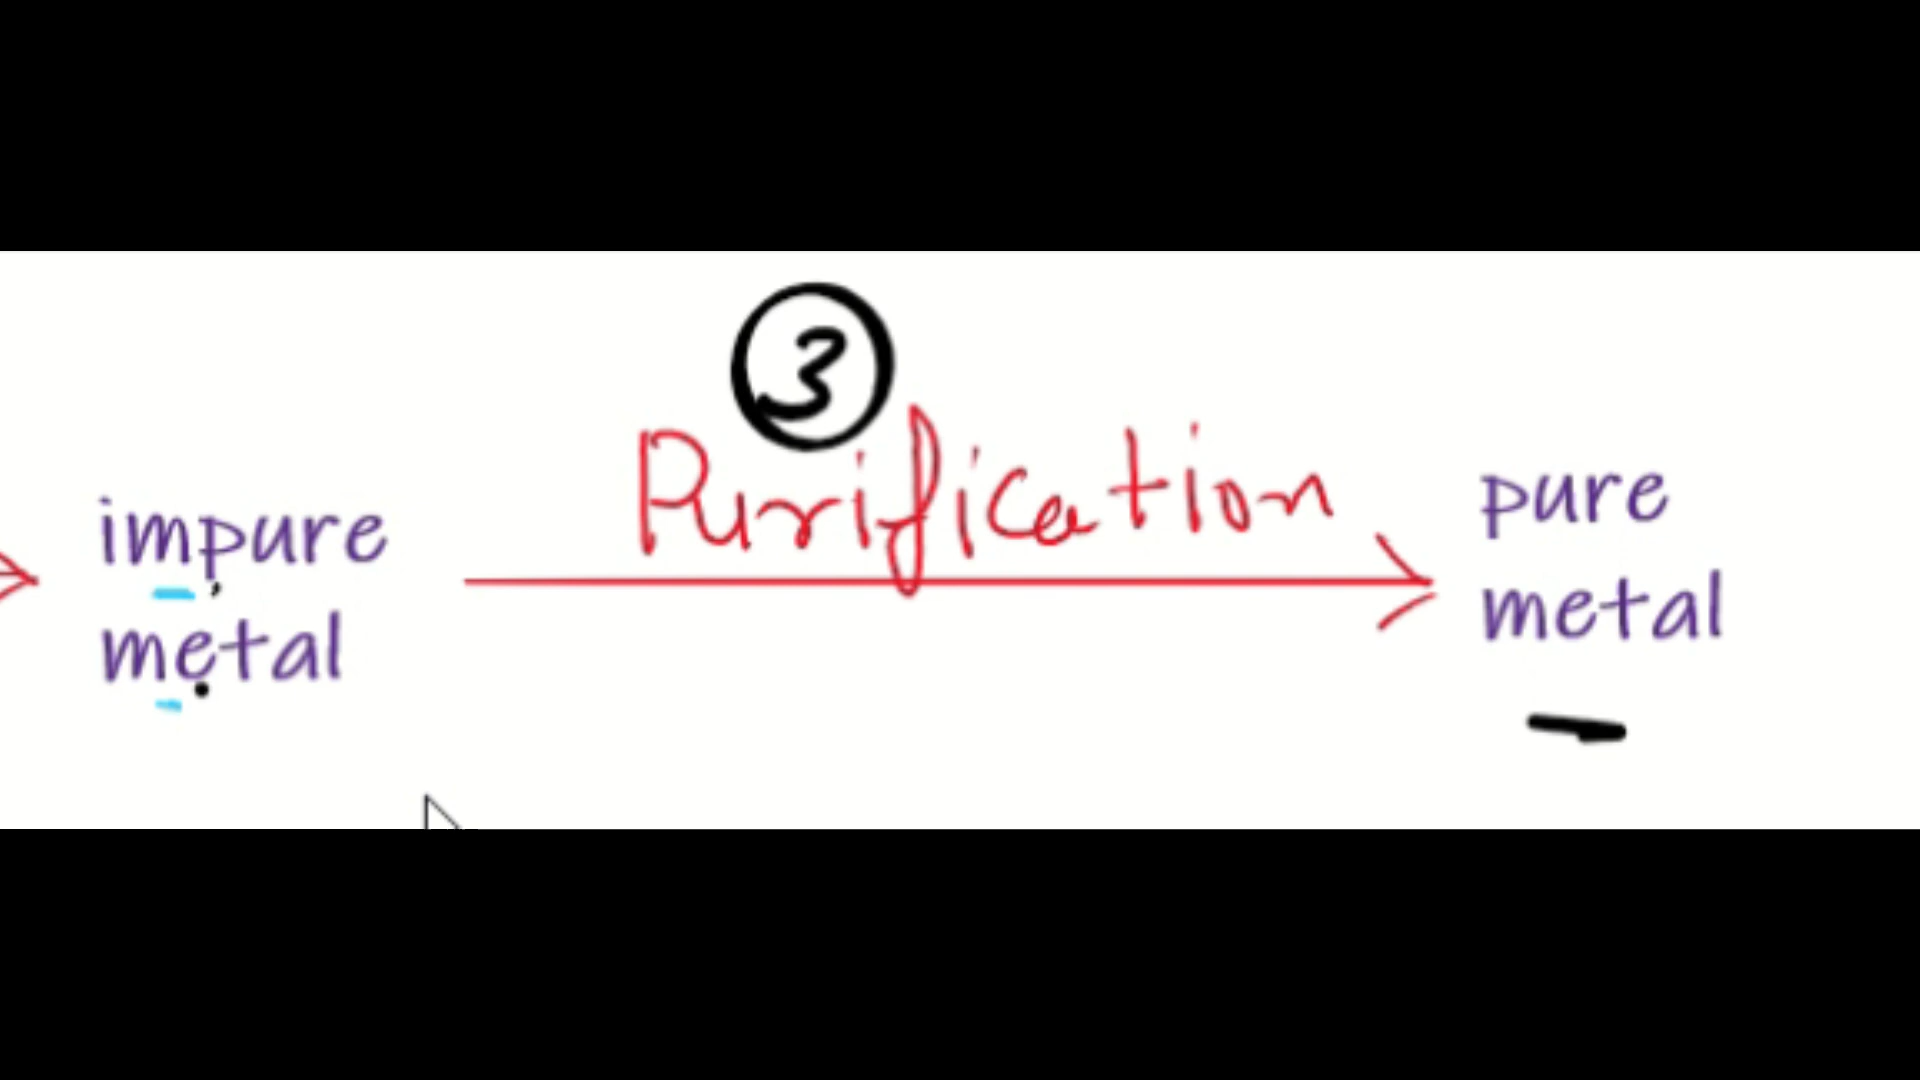 3
Purification
impure
metal
pure
metal